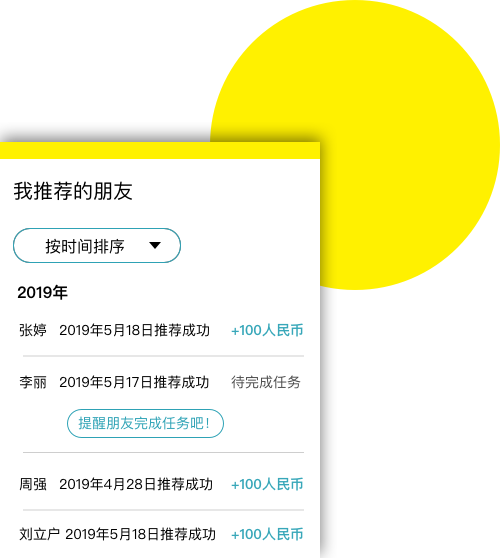 我推荐的朋友
按时间排序
2019年
张婷 2019年5月18日推荐成功 +100人民币
李丽 2019年5月17日推荐成功 待完成任务
提醒朋友完成任务吧!
周强 2019年4月28日推荐成功 +100人民币
刘立户 2019年5月18日推荐成功 +100人民币